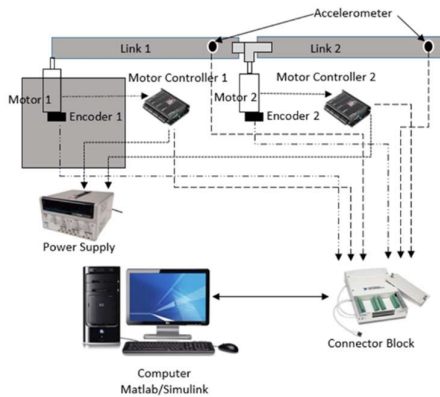 Accelerometer
Link 1
Link 2
Motor Controller 1
Motor Controller 2
Motor 1
Motor 2
Encoder 1
Encoder 2
Power Supply
Connector Block
Computer
Matlab/Simulink